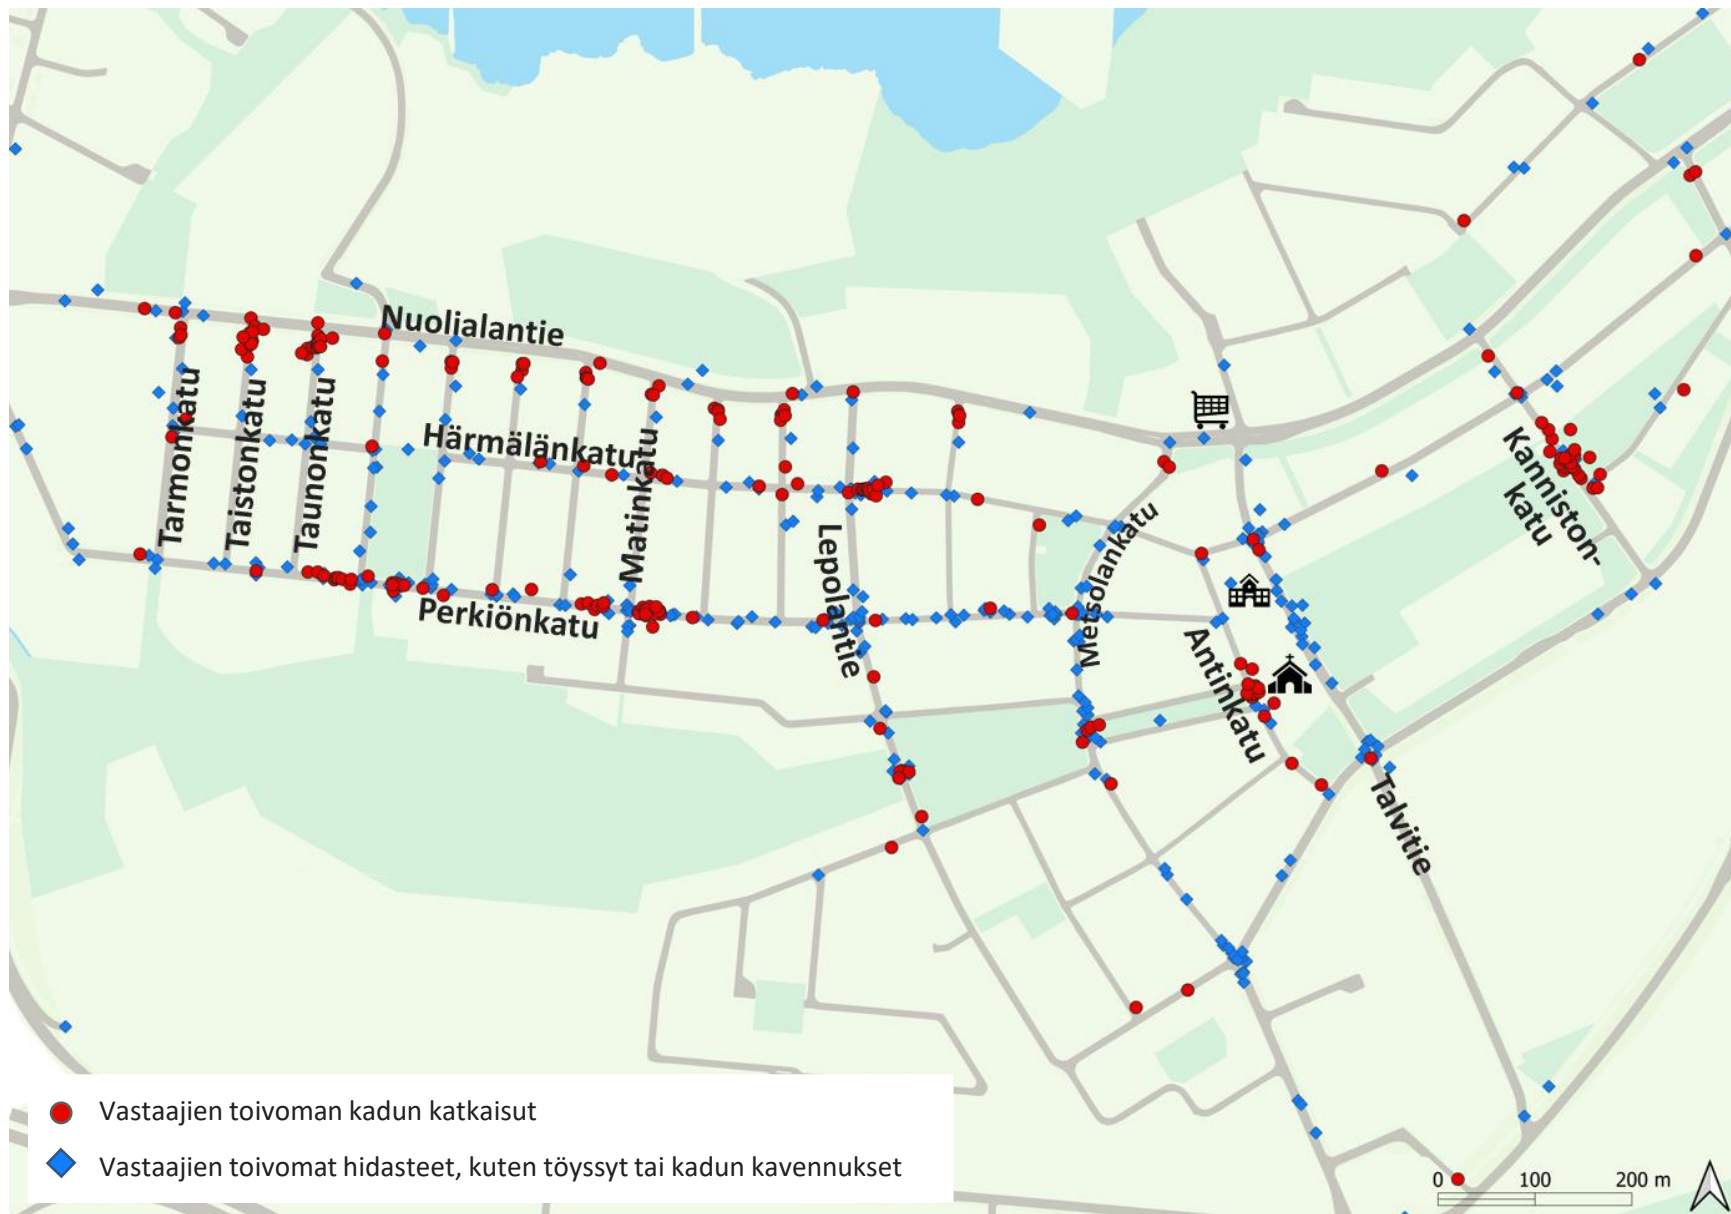 Nuolialantie
Härmälänkatu
Tarmonkatu
Taistonkatu
Taunonkatu
Matinkatu
Lepolantie
Perkiönkatu
Metsolankatu
Antinkatu
Talvitie
Kanniston-
katu
Vastaajien toivoman kadun katkaisut
Vastaajien toivomat hidasteet, kuten töyssyt tai kadun kavennukset
0 100 200 m